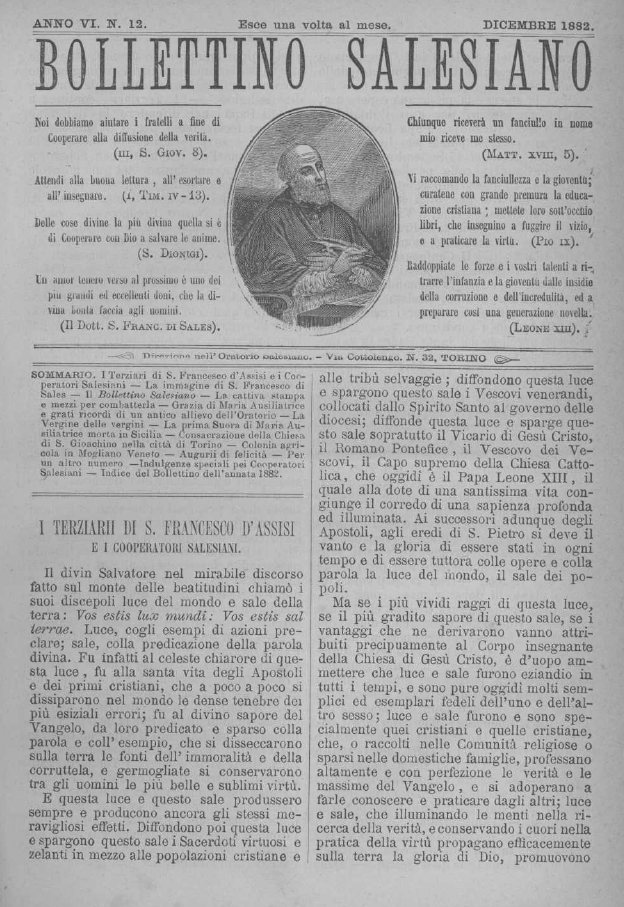 ANNO VI. N. 12. Esce una volta al mese. DICEMBRE 1882.
BOLLETTINO SALESIANO
Noi dobbiamo aiutare i fratelli a fine di
Cooperare alla diffusione della verità.
(III, S. GIOV. 8).
Attendi alla buona lettura, all'esortare e
all'insegnare. (I, TIM. IV-13).
Delle cose divine la più divina quella si è
di Cooperare con Dio a salvare le anime.
(S. DIONIGI).
Un amor tenero verso al prossimo è uno dei
più grandi ed eccellenti doni, che la di-
vina bontà faccia agli uomini.
(Il Dott. S. FRANC. DI SALES).
Chiunque riceverà un fanciullo in nome
mio riceve me stesso.
(MATT. XVIII, 5).
Vi raccomando la fanciullezza e la gioventù;
curatene con grande premura la educa-
zione cristiana; mettete loro sott'occhio
libri, che insegnino a fuggire il vizio,
e a praticare la virtù. (PIO IX).
Raddoppiate le forze e i vostri talenti a ri-
trarre l'infanzia e la gioventù dalle insidie
della corruzione e dell'incredulità, ed a
preparare così una generazione novella.
(LEONE XIII).
Direzione nell'Oratorio Salesiano. - Via Cottolengo, N. 32, TORINO
SOMMARIO. I Terziari di S. Francesco d'Assisi e i Coo-
peratori Salesiani — La immagine di S. Francesco di
Sales — Il Bollettino Salesiano — La cattiva stampa
e mezzi per combatterla — Grazia di Maria Ausiliatrice
e grati ricordi di un antico allievo dell'Oratorio — La
Vergine delle vergini — La prima Suora di Maria Au-
siliatrice morta in Sicilia — Consacrazione della Chiesa
di S. Gioachino nella città di Torino — Colonia agri-
cola in Mogliano Veneto — Augurii di felicità — Per
un altro numero — Indulgenze speciali pei Cooperatori
Salesiani — Indice del Bollettino dell'annata 1882.
I TERZIARII DI S. FRANCESCO D'ASSISI
E I COOPERATORI SALESIANI.
Il divin Salvatore nel mirabile discorso
fatto sul monte delle beatitudini chiamò i
suoi discepoli luce del mondo e sale della
terra: Vos estis lux mundi: Vos estis sal
terrae. Luce, cogli esempi di azioni pre-
clare; sale, colla predicazione della parola
divina. Fu infatti al celeste chiarore di que-
sta luce, fu alla santa vita degli Apostoli
e dei primi cristiani, che a poco a poco si
dissiparono nel mondo le dense tenebre dei
più esiziali errori; fu al divino sapore del
Vangelo, da loro predicato e sparso colla
parola e coll'esempio, che si disseccarono
sulla terra le fonti dell'immoralità e della
corruttela, e germogliate si conservarono
tra gli uomini le più belle e sublimi virtù.
E questa luce e questo sale produssero
sempre e producono ancora gli stessi me-
ravigliosi effetti. Diffondono poi questa luce
e spargono questo sale i Sacerdoti virtuosi e
zelanti in mezzo alle popolazioni cristiane e
alle tribù selvaggie; diffondono questa luce
e spargono questo sale i Vescovi venerandi,
collocati dallo Spirito Santo al governo delle
diocesi; diffonde questa luce e sparge que-
sto sale sopratutto il Vicario di Gesù Cristo,
il Romano Pontefice, il Vescovo dei Ve-
scovi, il Capo supremo della Chiesa Catto-
lica, che oggidì è il Papa Leone XIII, il
quale alla dote di una santissima vita con-
giunge il corredo di una sapienza profonda
ed illuminata. Ai successori adunque degli
Apostoli, agli eredi di S. Pietro si deve il
vanto e la gloria di essere stati in ogni
tempo e di essere tuttora colle opere e colla
parola la luce del mondo, il sale dei po-
poli.
Ma se i più vividi raggi di questa luce,
se il più gradito sapore di questo sale, se i
vantaggi che ne derivarono vanno attri-
buiti precipuamente al Corpo insegnante
della Chiesa di Gesù Cristo, è d'uopo am-
mettere che luce e sale furono eziandio in
tutti i tempi, e sono pure oggidì molti sem-
plici ed esemplari fedeli dell'uno e dell'al-
tro sesso; luce e sale furono e sono spe-
cialmente quei cristiani e quelle cristiane,
che, o raccolti nelle Comunità religiose o
sparsi nelle domestiche famiglie, professano
altamente e con perfezione le verità e le
massime del Vangelo, e si adoperano a
farle conoscere e praticare dagli altri; luce
e sale, che illuminando le menti nella ri-
cerca della verità, e conservando i cuori nella
pratica della virtù propagano efficacemente
sulla terra la gloria di Dio, promuovono